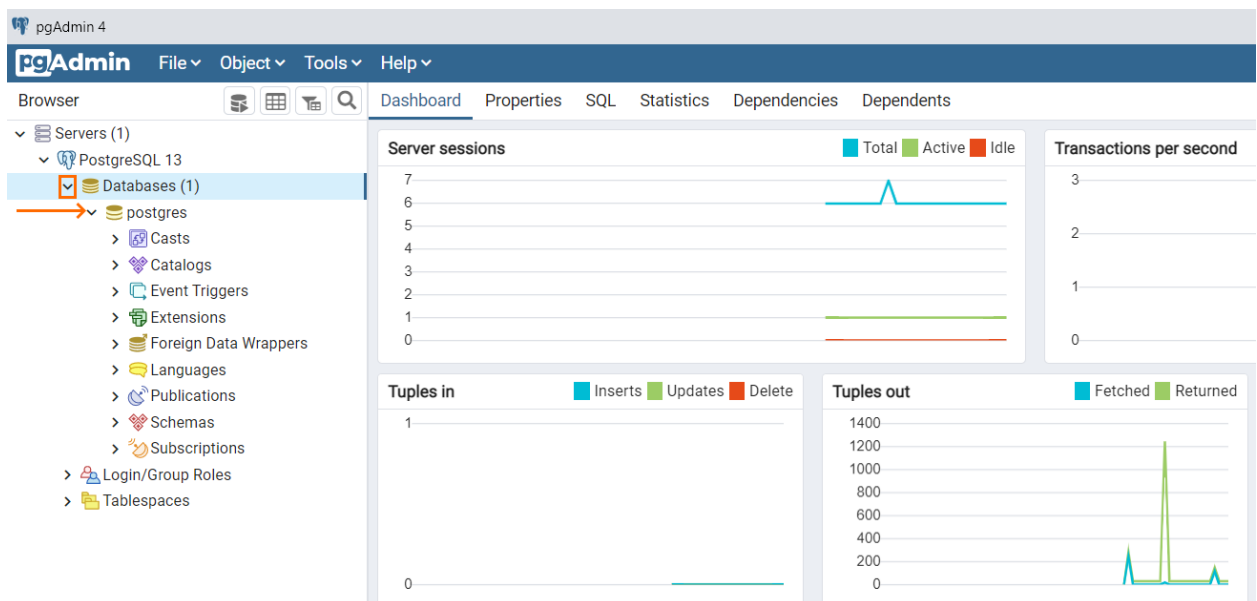 pgAdmin 4
pgAdmin File Object Tools Help
Browser
Dashboard Properties SQL Statistics Dependencies Dependents
Servers (1)
PostgreSQL 13
Databases (1)
postgres
Casts
Catalogs
Event Triggers
Extensions
Foreign Data Wrappers
Languages
Publications
Schemas
Subscriptions
Login/Group Roles
Tablespaces
Server sessions Total Active Idle
7
6
5
4
3
2
1
0
Transactions per second
3
2
1
0
Tuples in Inserts Updates Delete
1
0
Tuples out Fetched Returned
1400
1200
1000
800
600
400
200
0